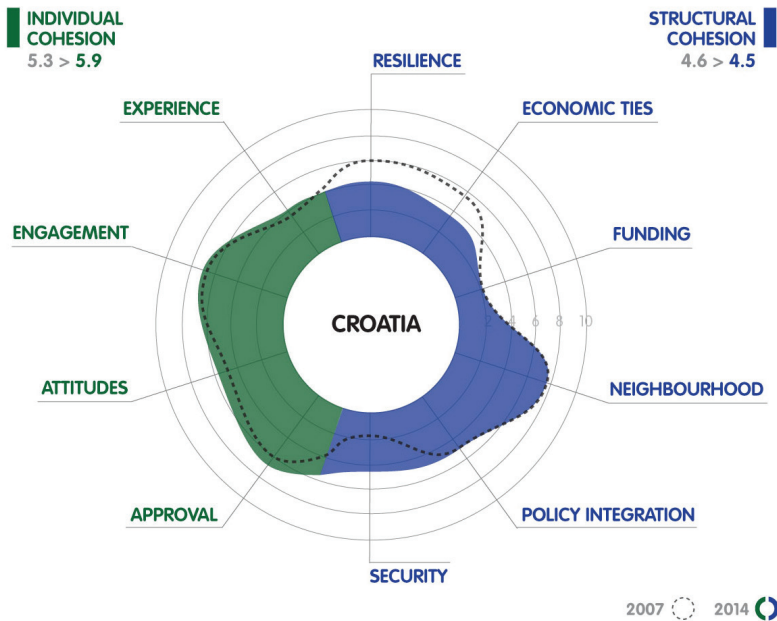 INDIVIDUAL
COHESION
5.3 > 5.9
STRUCTURAL
COHESION
4.6 > 4.5
RESILIENCE
EXPERIENCE
ECONOMIC TIES
ENGAGEMENT
FUNDING
CROATIA
2 4 6 8 10
ATTITUDES
NEIGHBOURHOOD
APPROVAL
POLICY INTEGRATION
SECURITY
2007 2014